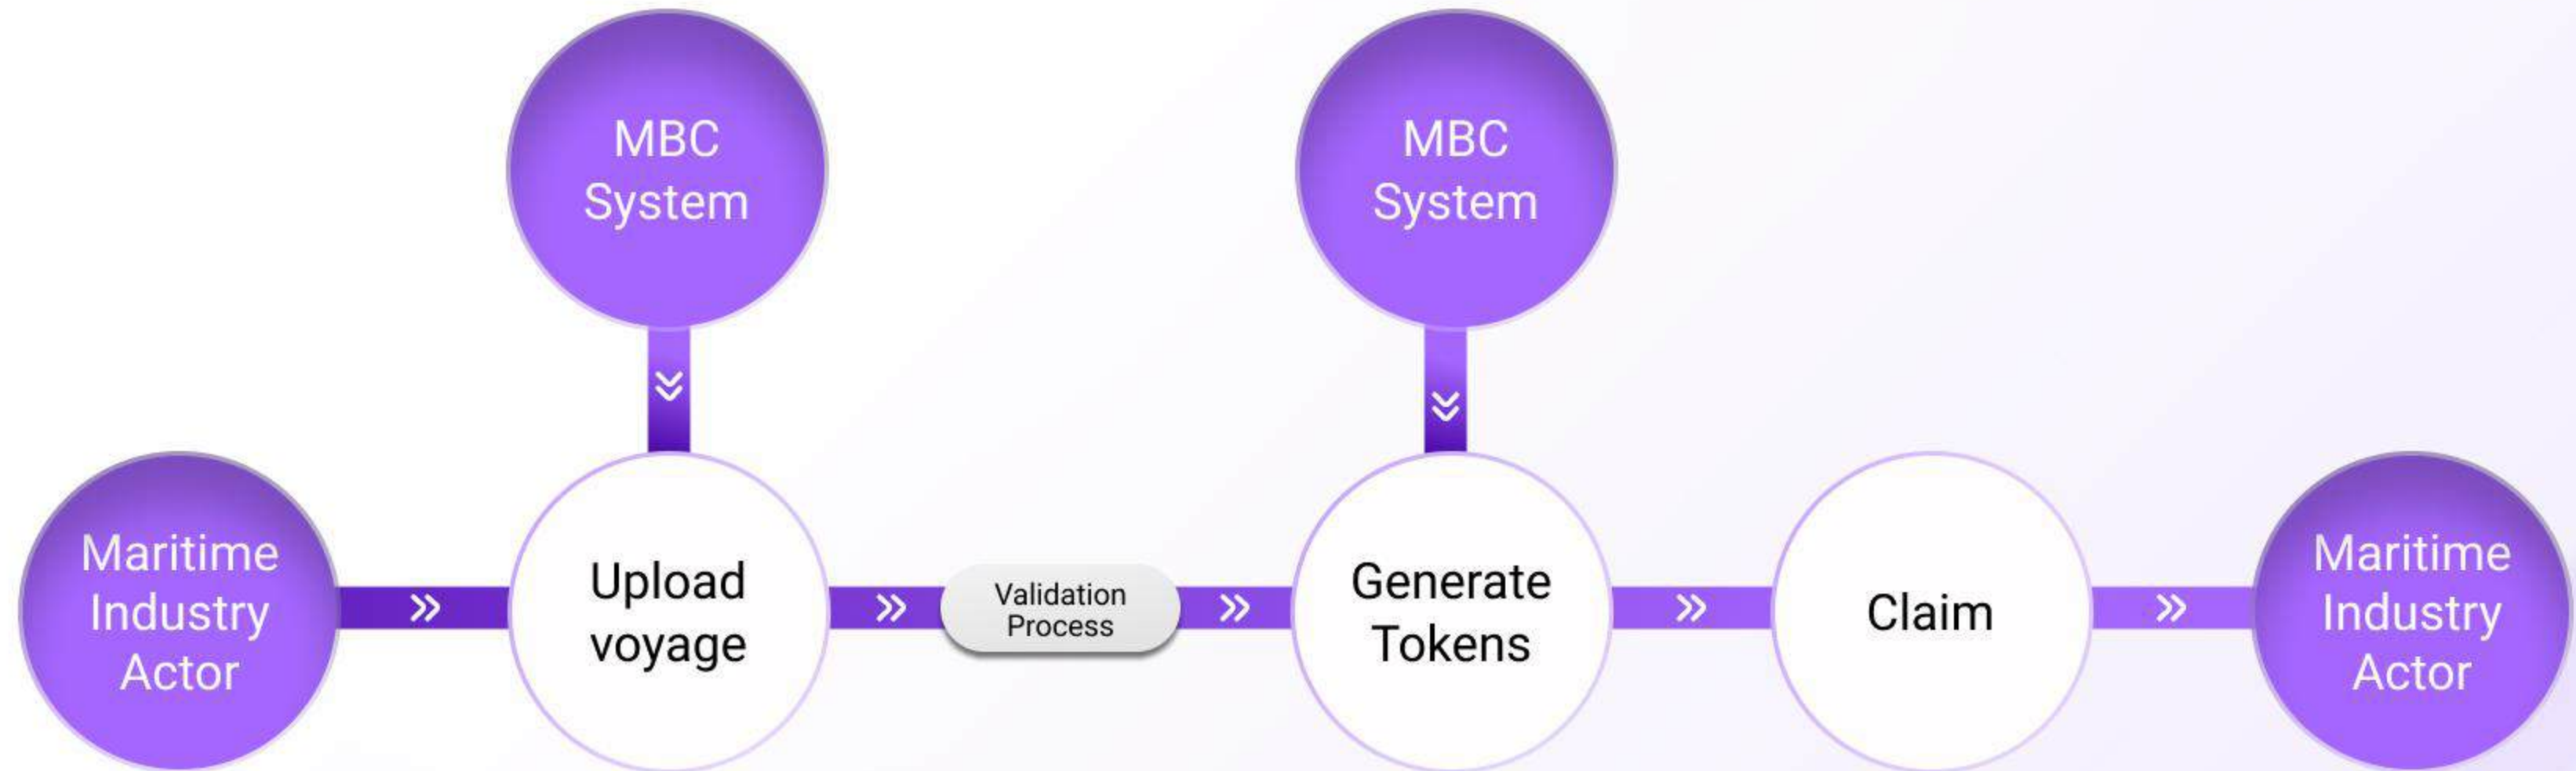 MBC
System
MBC
System
Maritime
Industry
Actor
Upload
voyage
Validation
Process
Generate
Tokens
Claim
Maritime
Industry
Actor